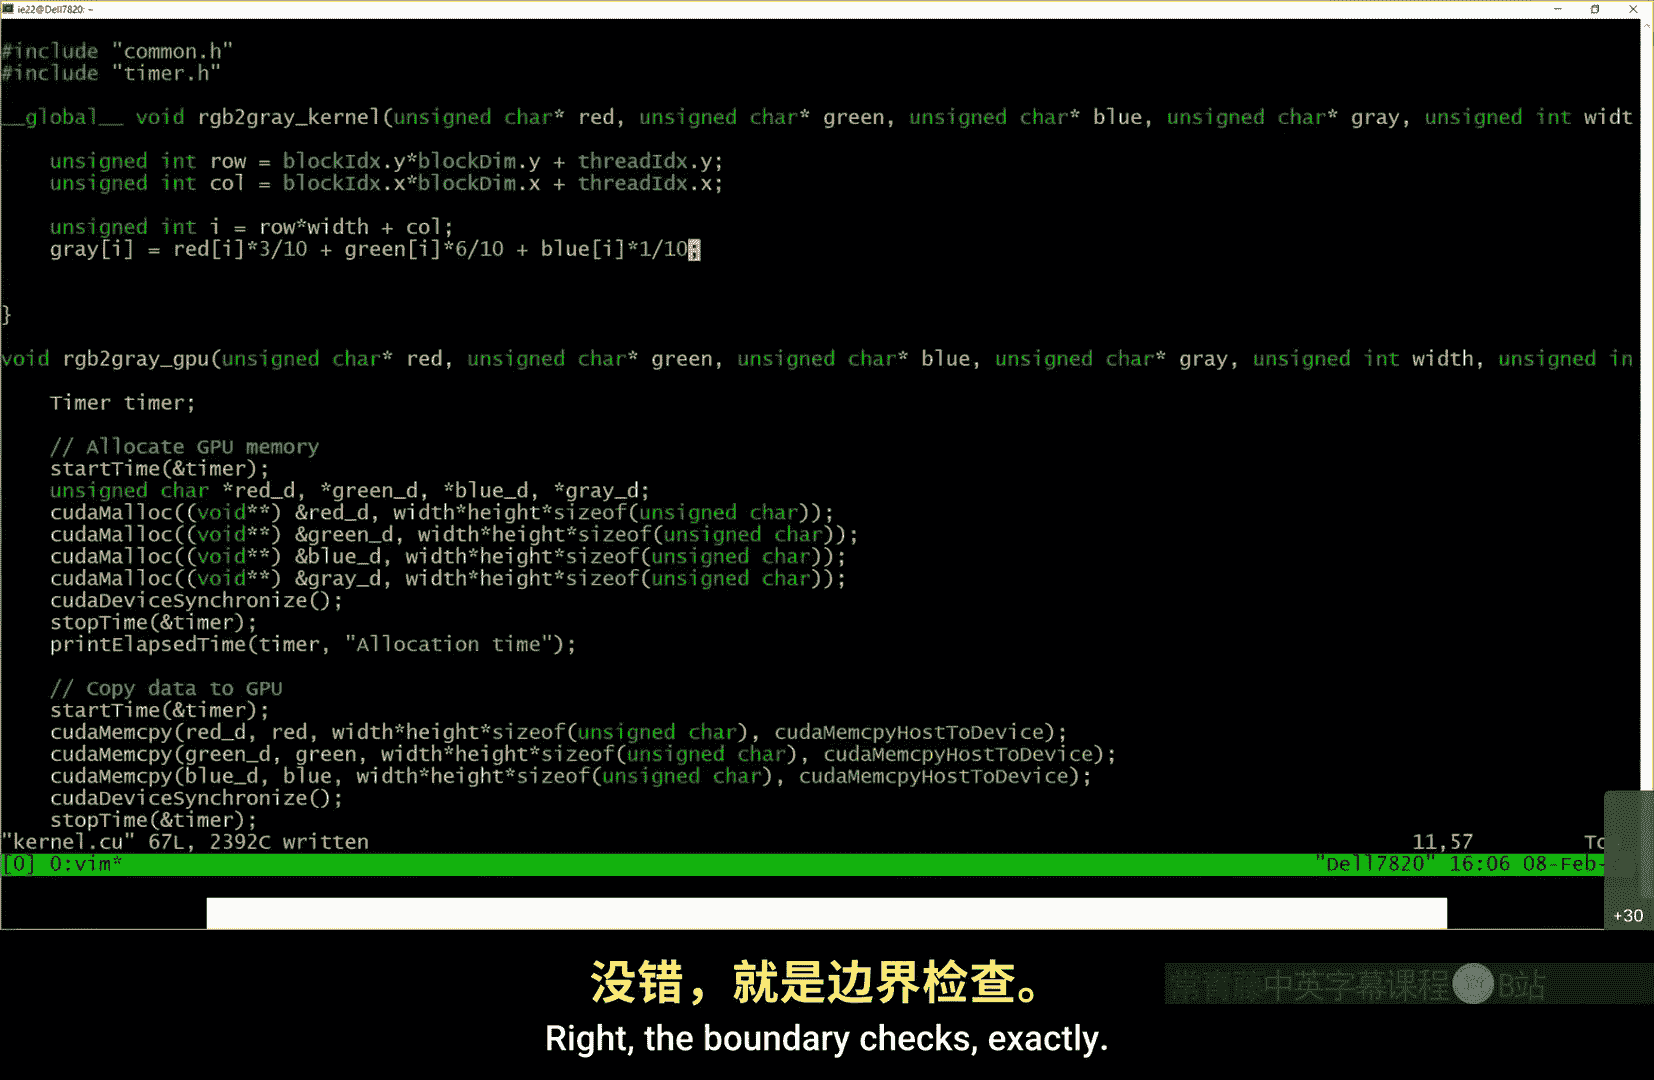 ie22@Dell7820: ~
#include "common.h"
#include "timer.h"
__global__ void rgb2gray_kernel(unsigned char* red, unsigned char* green, unsigned char* blue, unsigned char* gray, unsigned int widt
unsigned int row = blockIdx.y*blockDim.y + threadIdx.y;
unsigned int col = blockIdx.x*blockDim.x + threadIdx.x;
unsigned int i = row*width + col;
gray[i] = red[i]*3/10 + green[i]*6/10 + blue[i]*1/10;
}
void rgb2gray_gpu(unsigned char* red, unsigned char* green, unsigned char* blue, unsigned char* gray, unsigned int width, unsigned in
Timer timer;
// Allocate GPU memory
startTime(&timer);
unsigned char *red_d, *green_d, *blue_d, *gray_d;
cudaMalloc((void**) &red_d, width*height*sizeof(unsigned char));
cudaMalloc((void**) &green_d, width*height*sizeof(unsigned char));
cudaMalloc((void**) &blue_d, width*height*sizeof(unsigned char));
cudaMalloc((void**) &gray_d, width*height*sizeof(unsigned char));
cudaDeviceSynchronize();
stopTime(&timer);
printElapsedTime(timer, "Allocation time");
// Copy data to GPU
startTime(&timer);
cudaMemcpy(red_d, red, width*height*sizeof(unsigned char), cudaMemcpyHostToDevice);
cudaMemcpy(green_d, green, width*height*sizeof(unsigned char), cudaMemcpyHostToDevice);
cudaMemcpy(blue_d, blue, width*height*sizeof(unsigned char), cudaMemcpyHostToDevice);
cudaDeviceSynchronize();
stopTime(&timer);
"kernel.cu" 67L, 2392C written 11,57 To
[0] 0:vim* "Dell7820" 16:06 08-Feb-
+30
没错，就是边界检查。
中英字幕课程 B站
Right, the boundary checks, exactly.